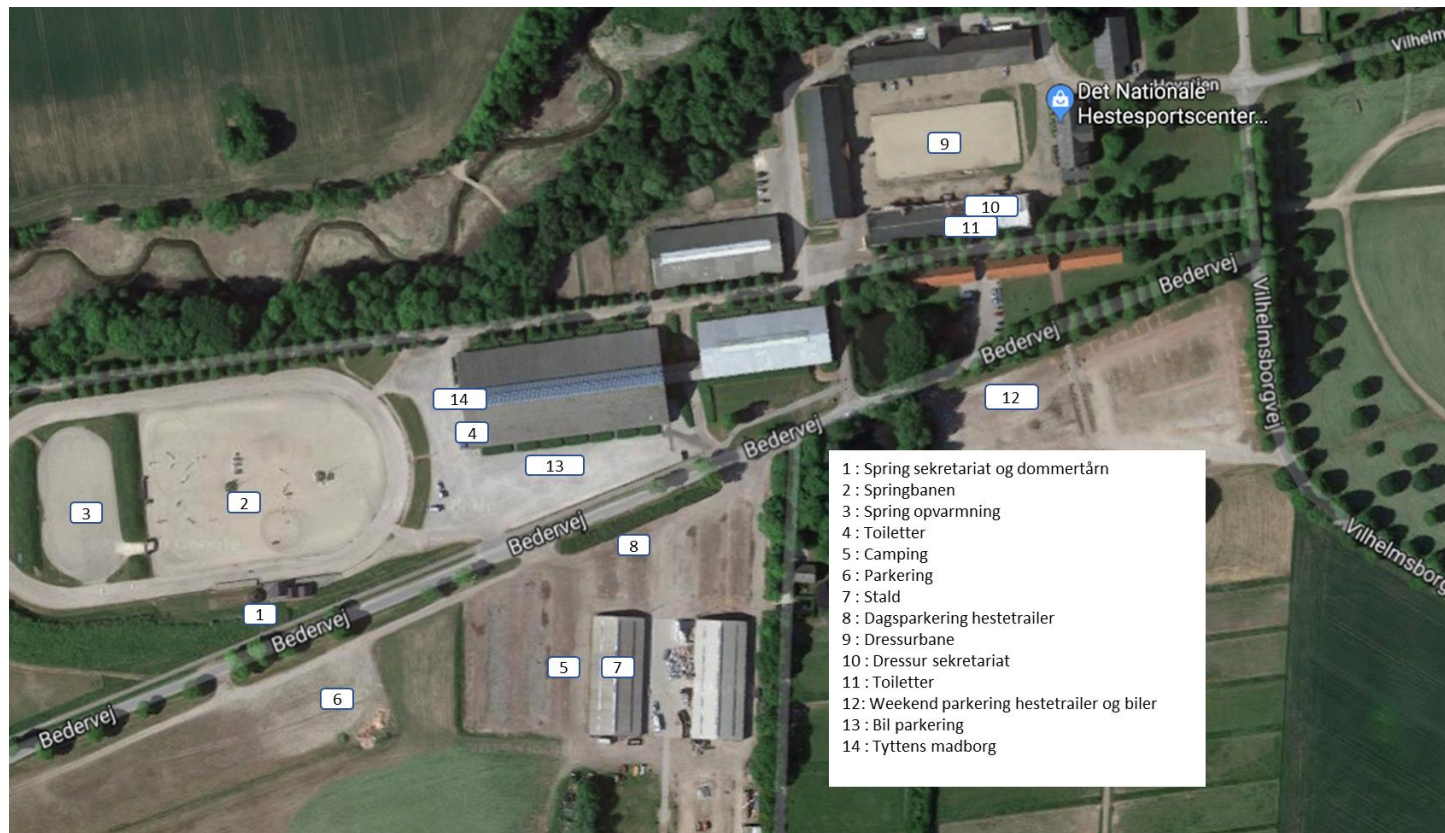 Vilhelm
Havstien
Det Nationale
Hestesportscenter...
9
10
11
Bedervej
Bedervej
Vilhelmsborgvej
14
12
4
Bedervej
13
2
3
Bedervej
8
Vilhelmsborg
1
Bedervej
5
7
6
Bedervej
1 : Spring sekretariat og dommertårn
2 : Springbanen
3 : Spring opvarmning
4 : Toiletter
5 : Camping
6 : Parkering
7 : Stald
8 : Dagsparkering hestetrailer
9 : Dressurbane
10 : Dressur sekretariat
11 : Toiletter
12: Weekend parkering hestetrailer og biler
13 : Bil parkering
14 : Tyttens madborg